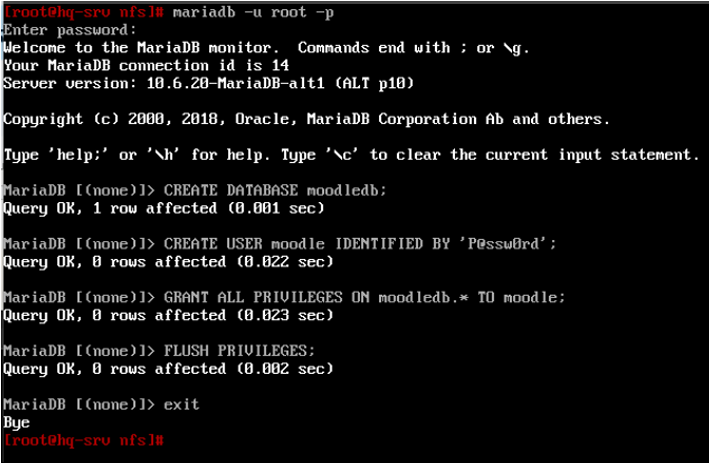 [root@hq-srv nfs]# mariadb -u root -p
Enter password:
Welcome to the MariaDB monitor.  Commands end with ; or \g.
Your MariaDB connection id is 14
Server version: 10.6.20-MariaDB-alt1 (ALT p10)
Copyright (c) 2000, 2018, Oracle, MariaDB Corporation Ab and others.
Type 'help;' or '\h' for help. Type '\c' to clear the current input statement.
MariaDB [(none)]> CREATE DATABASE moodledb;
Query OK, 1 row affected (0.001 sec)
MariaDB [(none)]> CREATE USER moodle IDENTIFIED BY 'P@ssw0rd';
Query OK, 0 rows affected (0.022 sec)
MariaDB [(none)]> GRANT ALL PRIVILEGES ON moodledb.* TO moodle;
Query OK, 0 rows affected (0.023 sec)
MariaDB [(none)]> FLUSH PRIVILEGES;
Query OK, 0 rows affected (0.002 sec)
MariaDB [(none)]> exit
Bye
[root@hq-srv nfs]#